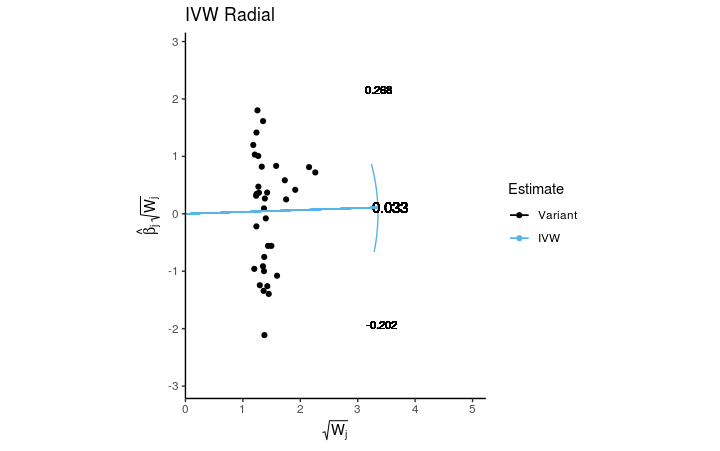 IVW Radial
3
2
1
0
-1
-2
-3
β̂j√Wj
0.268
0.033
-0.202
0
1
2
3
4
5
√Wj
Estimate
Variant
IVW